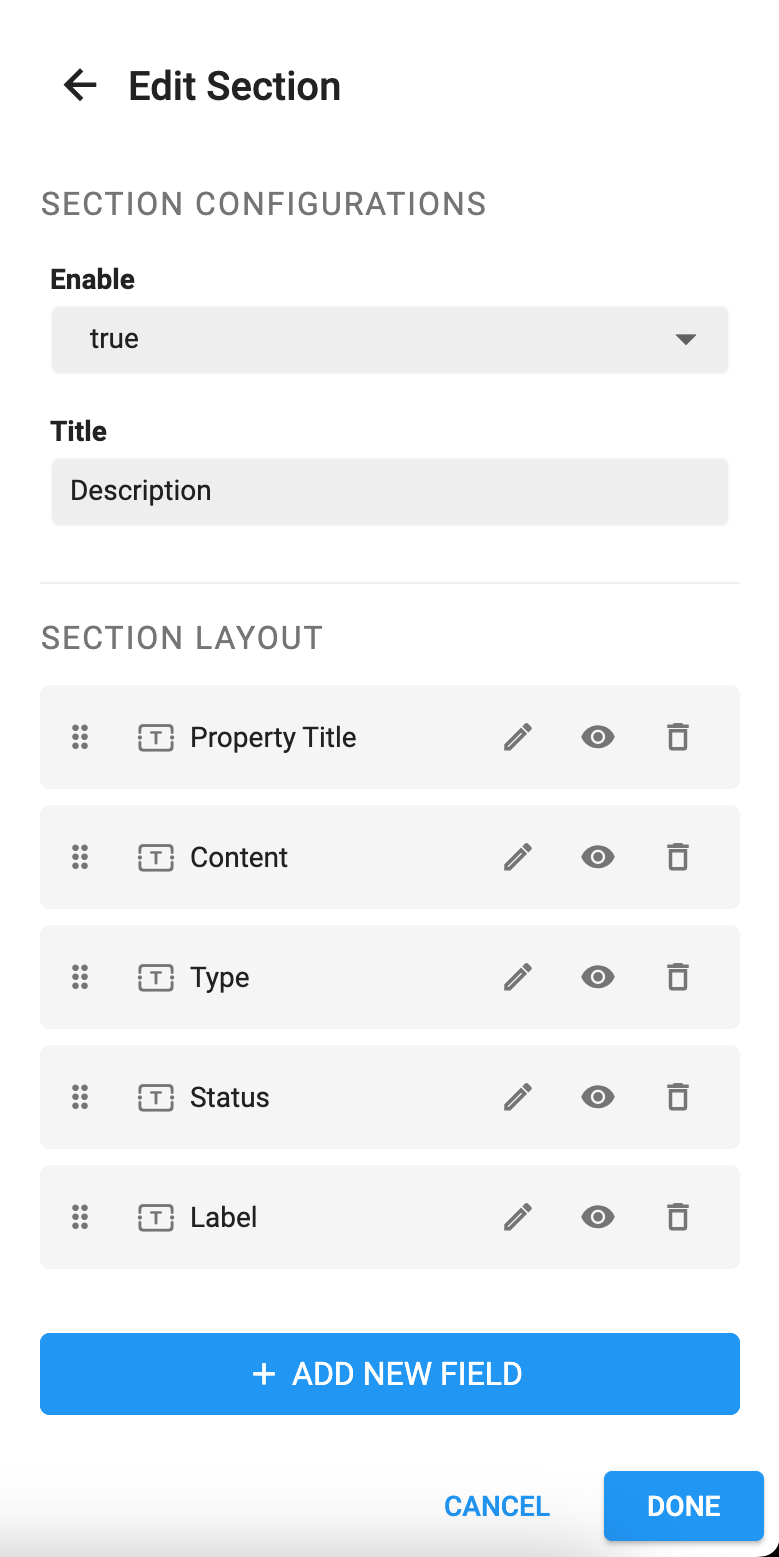 Edit Section
SECTION CONFIGURATIONS
Enable
true
Title
Description
SECTION LAYOUT
T Property Title
T Content
T Type
T Status
T Label
+ ADD NEW FIELD
CANCEL DONE